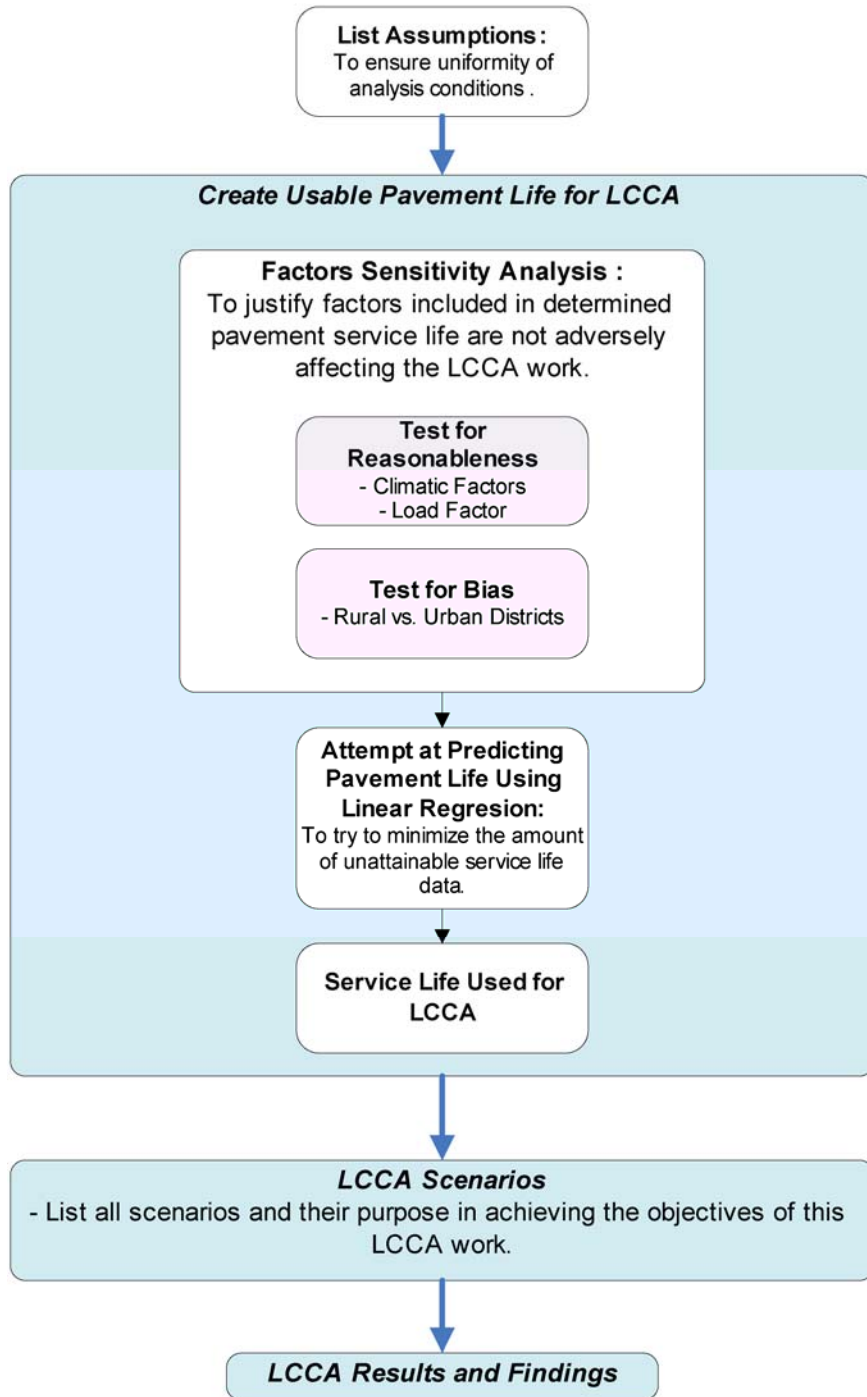 List Assumptions:
To ensure uniformity of
analysis conditions .
Create Usable Pavement Life for LCCA
Factors Sensitivity Analysis :
To justify factors included in determined
pavement service life are not adversely
affecting the LCCA work.
Test for
Reasonableness
- Climatic Factors
- Load Factor
Test for Bias
- Rural vs. Urban Districts
Attempt at Predicting
Pavement Life Using
Linear Regresion:
To try to minimize the amount
of unattainable service life
data.
Service Life Used for
LCCA
LCCA Scenarios
- List all scenarios and their purpose in achieving the objectives of this
LCCA work.
LCCA Results and Findings